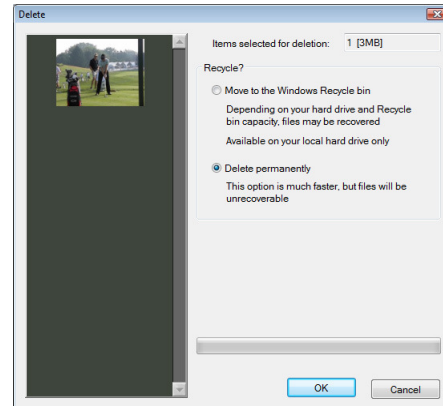 Delete
Items selected for deletion: 1 [3MB]
Recycle?
Move to the Windows Recycle bin
Depending on your hard drive and Recycle
bin capacity, files may be recovered
Available on your local hard drive only
Delete permanently
This option is much faster, but files will be
unrecoverable
OK Cancel